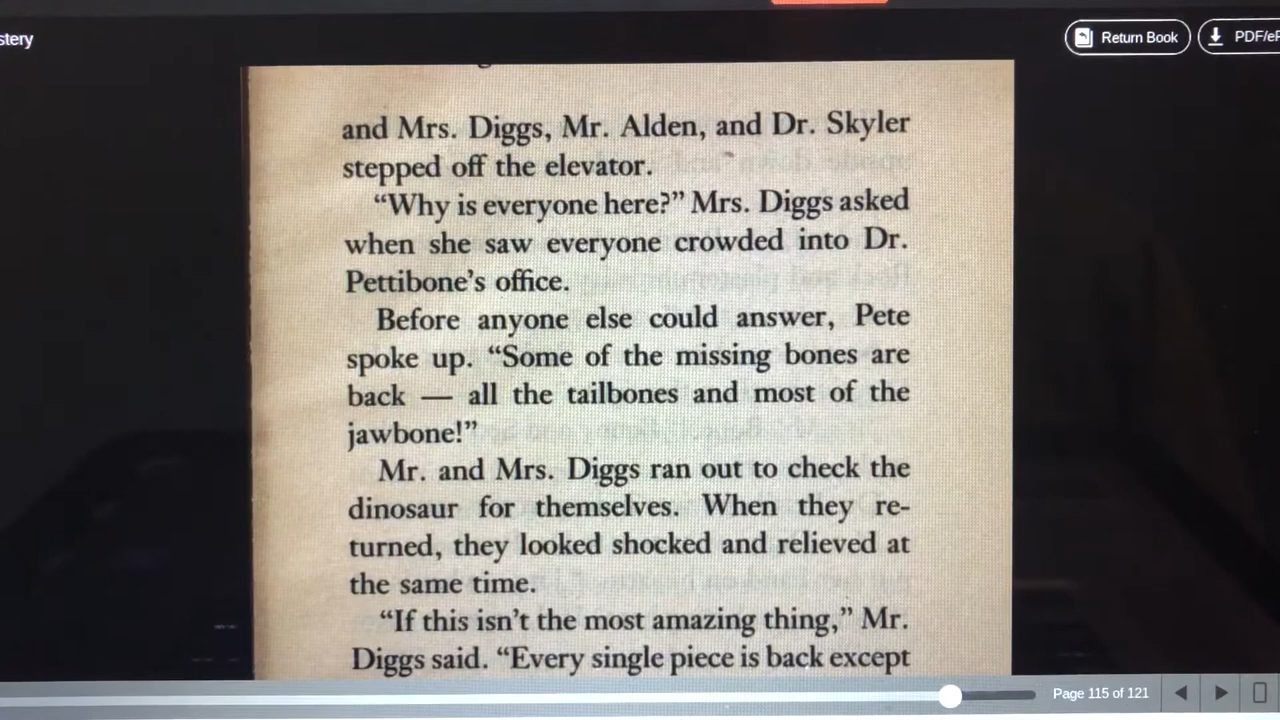 stery
Return Book
PDF/eP
and Mrs. Diggs, Mr. Alden, and Dr. Skyler
stepped off the elevator.
“Why is everyone here?” Mrs. Diggs asked
when she saw everyone crowded into Dr.
Pettibone’s office.
Before anyone else could answer, Pete
spoke up. “Some of the missing bones are
back — all the tailbones and most of the
jawbone!”
Mr. and Mrs. Diggs ran out to check the
dinosaur for themselves. When they re-
turned, they looked shocked and relieved at
the same time.
“If this isn’t the most amazing thing,” Mr.
Diggs said. “Every single piece is back except
Page 115 of 121